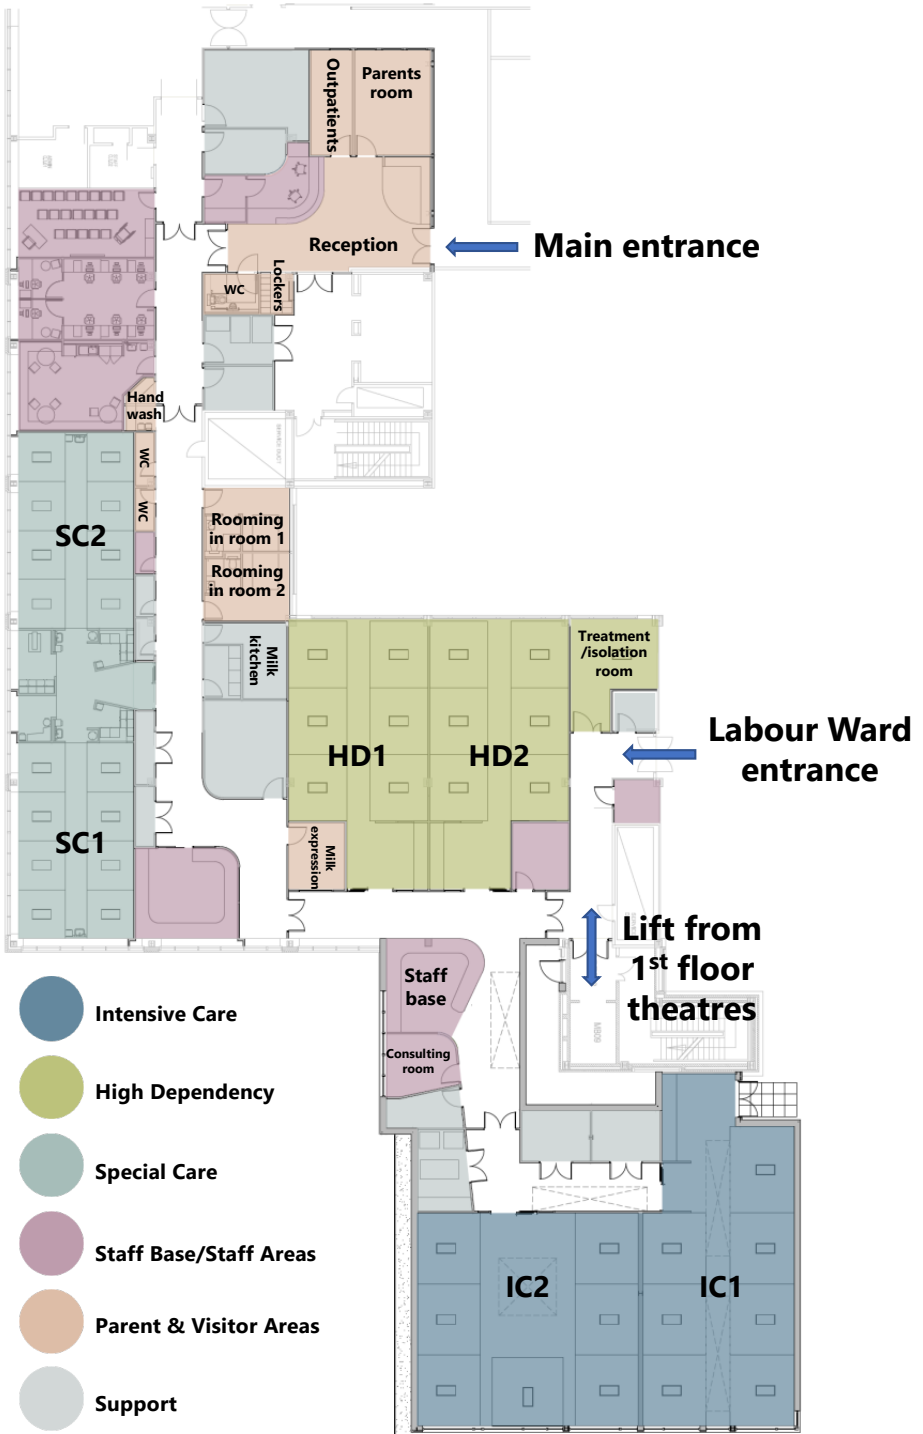 Outpatients
Parents
room
Reception
Main entrance
WC
Lockers
Hand
wash
WC
WC
SC2
Rooming
in room 1
Rooming
in room 2
Milk
kitchen
Treatment
/isolation
room
HD1
HD2
Labour Ward
entrance
SC1
Milk
expression
Lift from
1st floor
theatres
Staff
base
Consulting
room
Intensive Care
High Dependency
Special Care
Staff Base/Staff Areas
Parent & Visitor Areas
Support
IC2
IC1